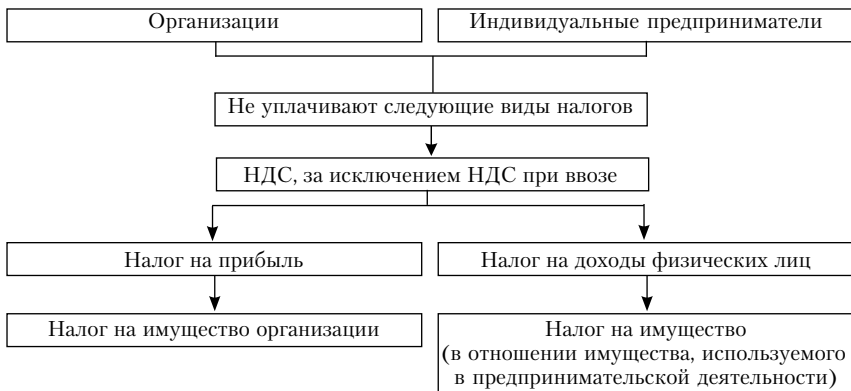 Организации
Индивидуальные предприниматели
Не уплачивают следующие виды налогов
НДС, за исключением НДС при ввозе
Налог на прибыль
Налог на доходы физических лиц
Налог на имущество организации
Налог на имущество
(в отношении имущества, используемого
в предпринимательской деятельности)